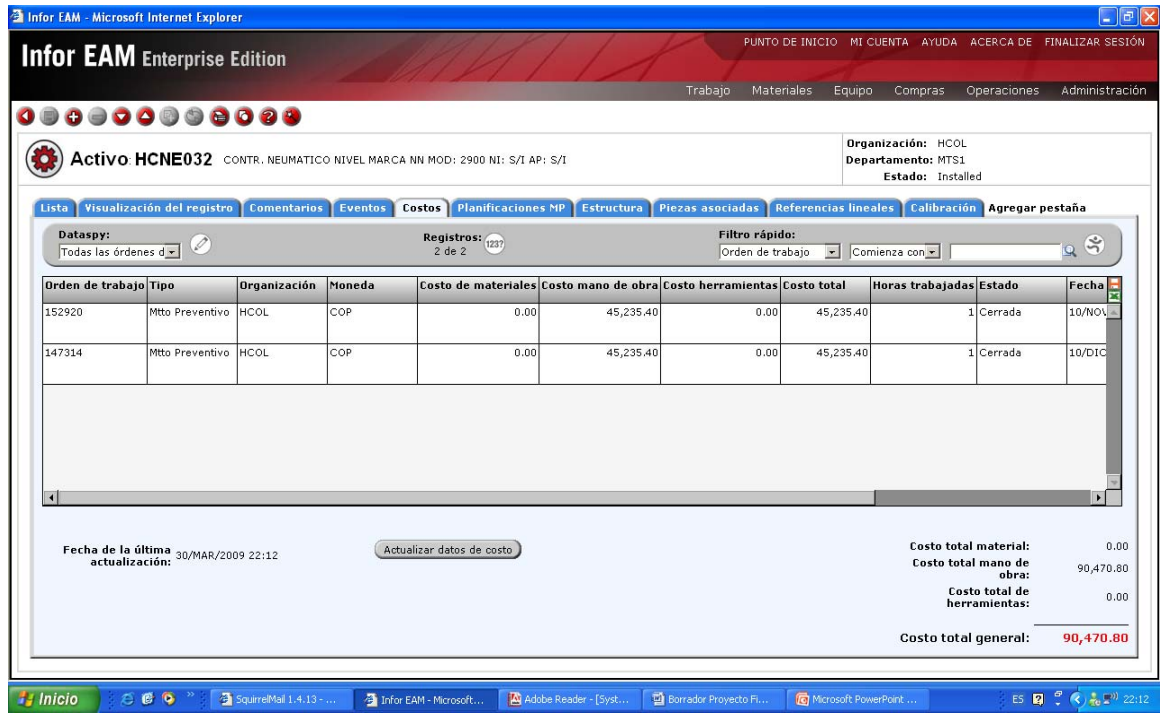 Infor EAM - Microsoft Internet Explorer
Infor EAM Enterprise Edition
PUNTO DE INICIO MI CUENTA AYUDA ACERCA DE FINALIZAR SESIÓN
Trabajo Materiales Equipo Compras Operaciones Administración
Activo: HCNE032 CONTR. NEUMATICO NIVEL MARCA NN MOD: 2900 NI: S/I AP: S/I
Organización: HCOL
Departamento: MTS1
Estado: Installed
Lista Visualización del registro Comentarios Eventos Costos Planificaciones MP Estructura Piezas asociadas Referencias lineales Calibración Agregar pestaña
Dataspy: Registros: Filtro rápido:
Todas las órdenes d 2 de 2 123? Orden de trabajo Comienza con
Orden de trabajo Tipo Organización Moneda Costo de materiales Costo mano de obra Costo herramientas Costo total Horas trabajadas Estado Fecha
152920 Mtto Preventivo HCOL COP 0.00 45,235.40 0.00 45,235.40 1 Cerrada 10/NOV
147314 Mtto Preventivo HCOL COP 0.00 45,235.40 0.00 45,235.40 1 Cerrada 10/DIC
Fecha de la última
actualización: 30/MAR/2009 22:12
Actualizar datos de costo
Costo total material: 0.00
Costo total mano de
obra: 90,470.80
Costo total de
herramientas: 0.00
Costo total general: 90,470.80
Inicio SquirrelMail 1.4.13 - ... Infor EAM - Microsoft... Adobe Reader - [Syst... Borrador Proyecto Fi... Microsoft PowerPoint ... ES 22:12